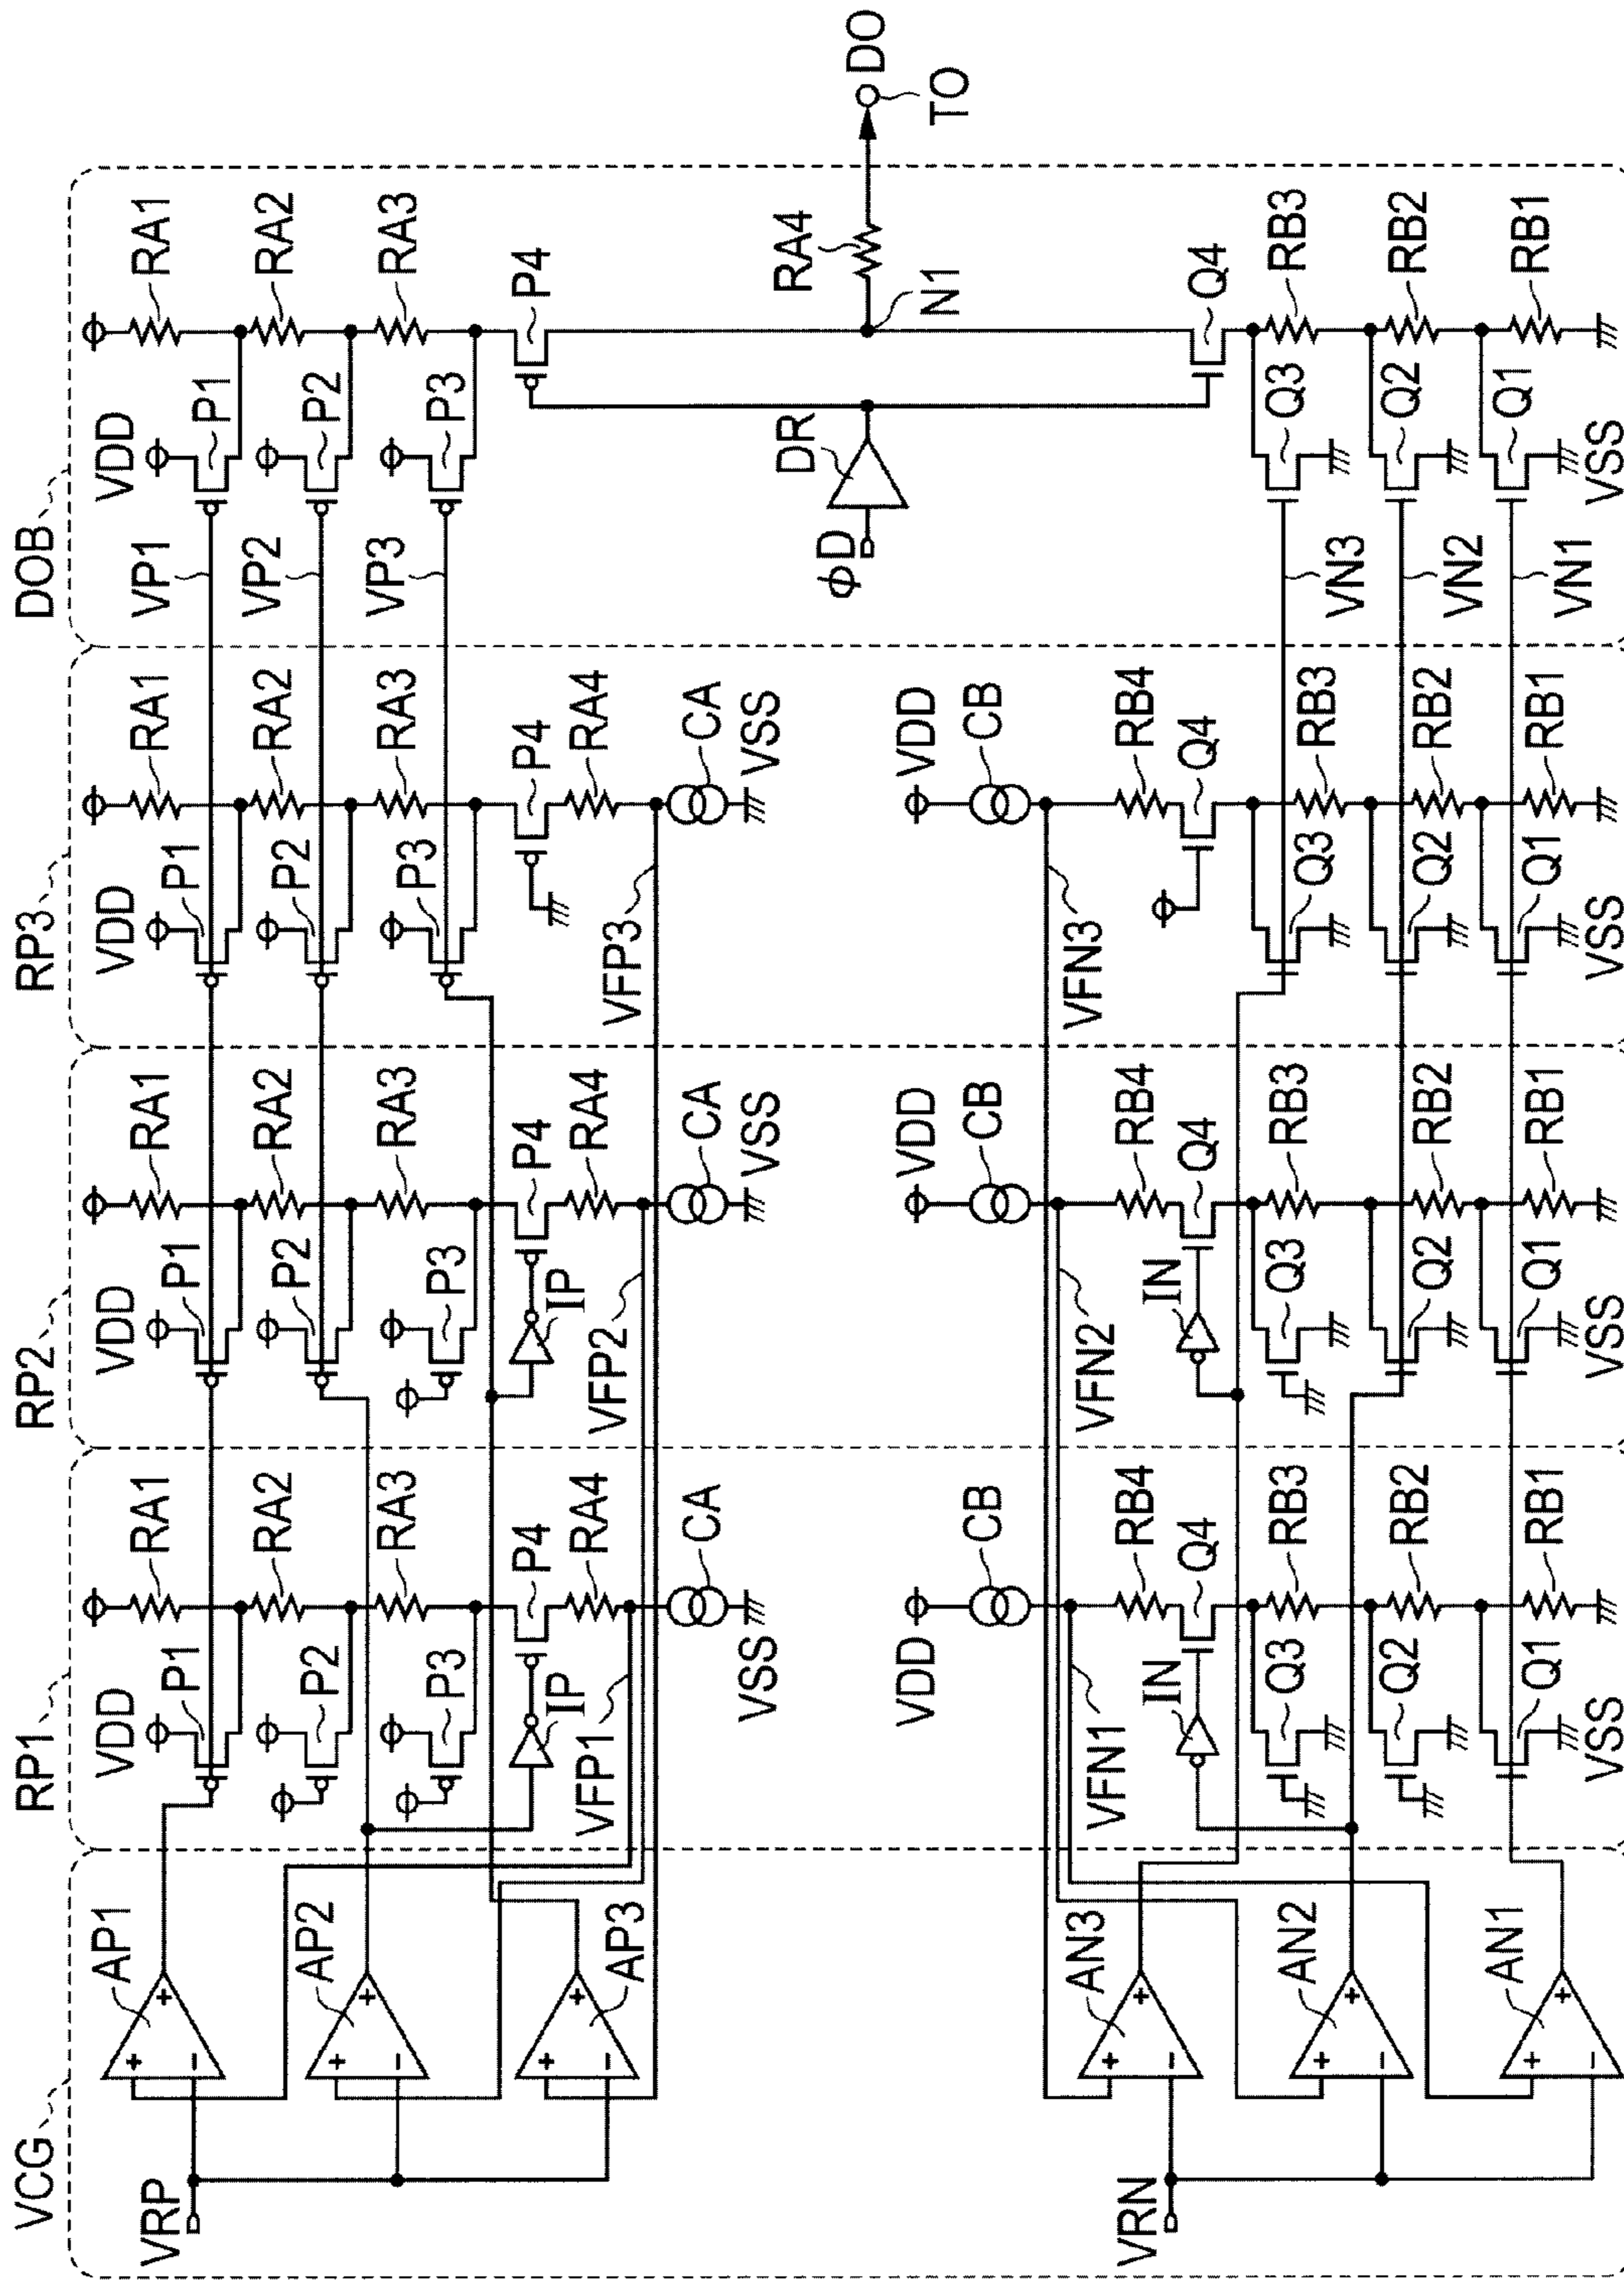 VCG
RP1
RP2
RP3
DOB
AP1
VDD
RA1
VDD
RA1
VDD
RA1
VDD
RA1
P1
P1
P1
VP1
P1
VRP
AP2
RA2
RA2
RA2
RA2
P2
P2
P2
VP2
P2
AP3
RA3
RA3
RA3
RA3
P3
P3
P3
VP3
P3
P4
P4
P4
P4
IP
IP
RA4
RA4
RA4
VFP1
VFP2
VFP3
CA
CA
CA
VSS
VSS
VSS
RA4
DO
TO
N1
DR
ΦD
VDD
VDD
VDD
CB
CB
CB
VFN1
VFN2
VFN3
AN3
RB4
RB4
RB4
IN
IN
Q4
Q4
Q4
Q4
VRN
AN2
Q3
RB3
Q3
RB3
Q3
RB3
VN3
Q3
RB3
Q2
RB2
Q2
RB2
Q2
RB2
VN2
Q2
RB2
AN1
Q1
RB1
Q1
RB1
Q1
RB1
VN1
Q1
RB1
VSS
VSS
VSS
VSS
+
−
+
+
−
+
+
−
+
+
−
+
+
−
+
+
−
+